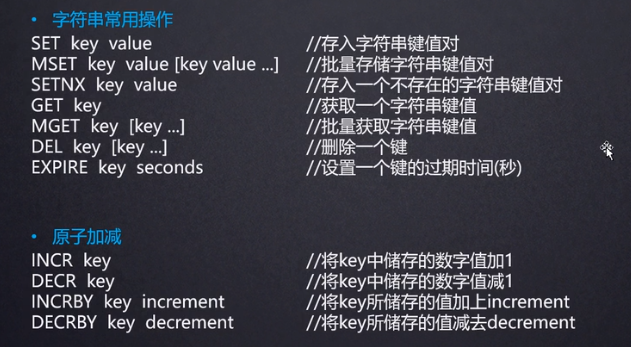 • 字符串常用操作
SET key value //存入字符串键值对
MSET key value [key value ...] //批量存储字符串键值对
SETNX key value //存入一个不存在的字符串键值对
GET key //获取一个字符串键值
MGET key [key ...] //批量获取字符串键值
DEL key [key ...] //删除一个键
EXPIRE key seconds //设置一个键的过期时间(秒)
• 原子加减
INCR key //将key中储存的数字值加1
DECR key //将key中储存的数字值减1
INCRBY key increment //将key所储存的值加上increment
DECRBY key decrement //将key所储存的值减去decrement